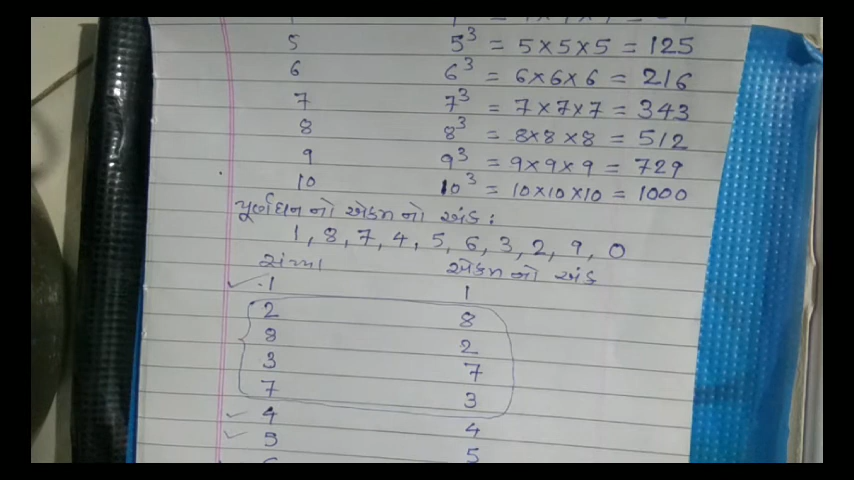 5 5³ = 5×5×5 = 125
6 6³ = 6×6×6 = 216
7 7³ = 7×7×7 = 343
8 8³ = 8×8×8 = 512
9 9³ = 9×9×9 = 729
10 10³ = 10×10×10 = 1000
પૂર્ણઘન નો એકમ નો અંક :
1, 8, 7, 4, 5, 6, 3, 2, 9, 0
સંખ્યા એકમ નો અંક
1 1
2 8
8 2
3 7
7 3
4 4
5 5